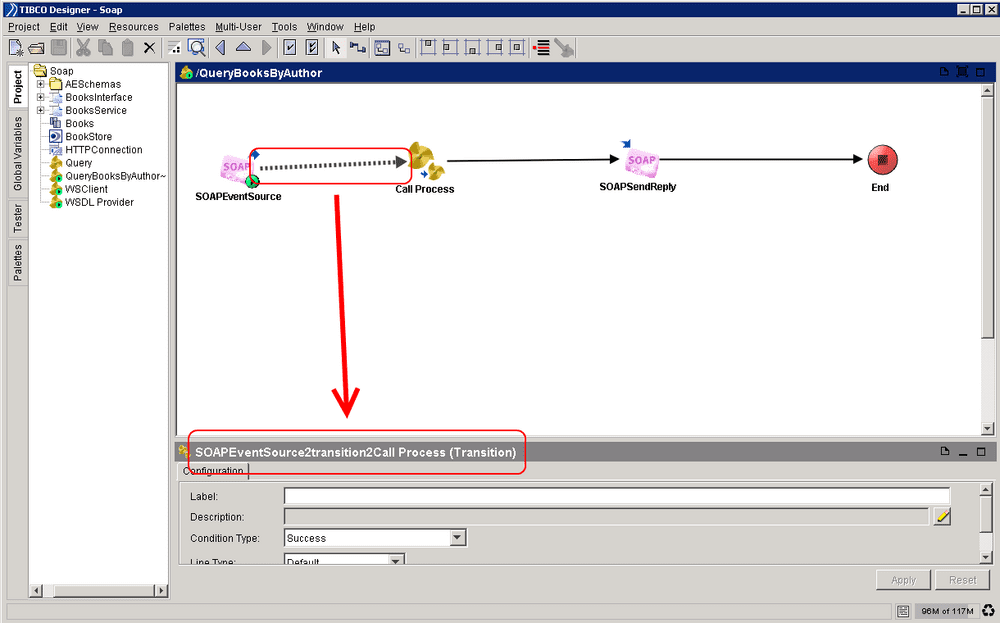 TIBCO Designer - Soap
Project Edit View Resources Palettes Multi-User Tools Window Help
Project
Global Variables
Tester
Palettes
Soap
AESchemas
BooksInterface
BooksService
Books
BookStore
HTTPConnection
Query
QueryBooksByAuthor~
WSClient
WSDL Provider
/QueryBooksByAuthor
SOAP
SOAPEventSource
Call Process
SOAP
SOAPSendReply
End
SOAPEventSource2transition2Call Process (Transition)
Configuration
Label:
Description:
Condition Type: Success
Line Type: Default
Apply Reset
96M of 117M